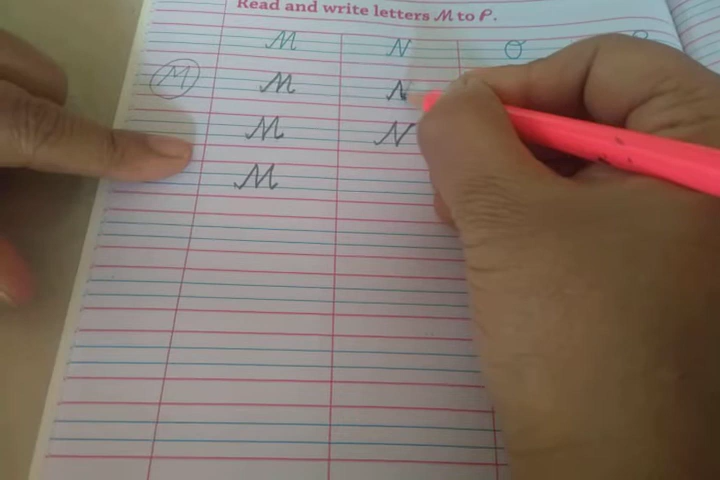 Read and write letters M to P.
M N O P
M M N
M N
M